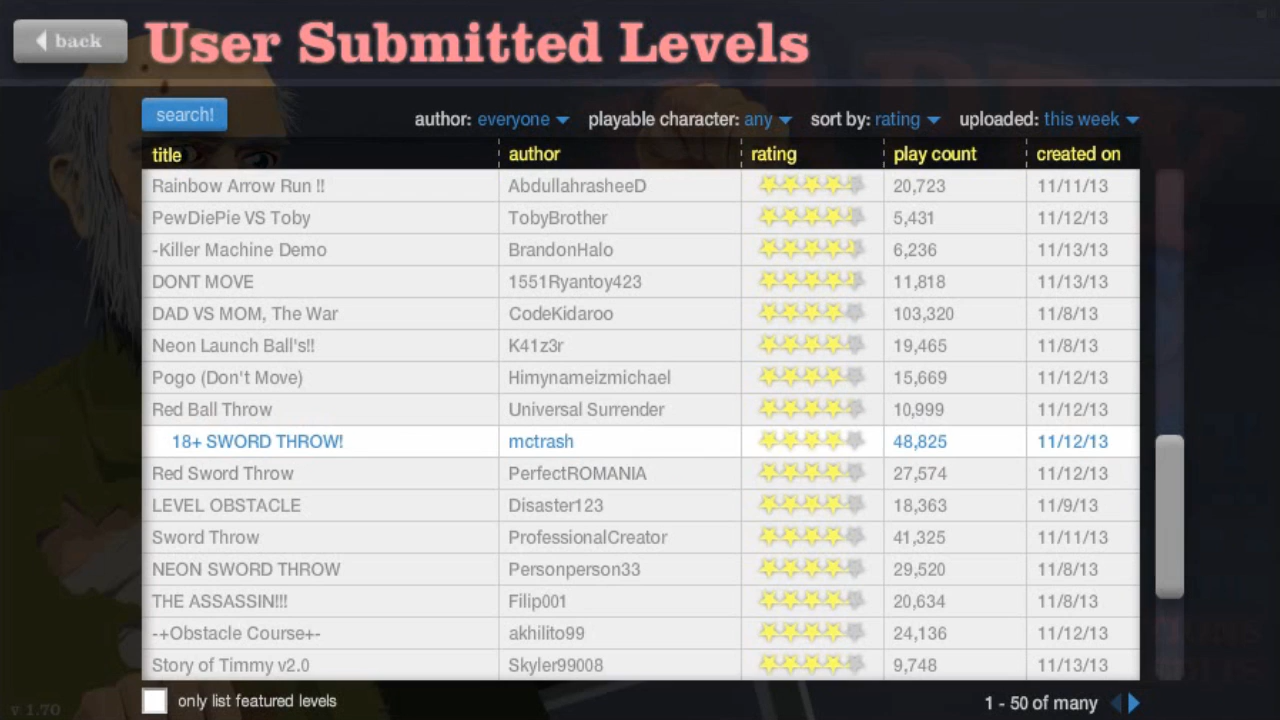 back
User Submitted Levels
search! author: everyone playable character: any sort by: rating uploaded: this week
title author rating play count created on
Rainbow Arrow Run !! AbdullahrasheeD 20,723 11/11/13
PewDiePie VS Toby TobyBrother 5,431 11/12/13
-Killer Machine Demo BrandonHalo 6,236 11/13/13
DONT MOVE 1551Ryantoy423 11,818 11/13/13
DAD VS MOM, The War CodeKidaroo 103,320 11/8/13
Neon Launch Ball's!! K41z3r 19,465 11/8/13
Pogo (Don't Move) Himynameizmichael 15,669 11/12/13
Red Ball Throw Universal Surrender 10,999 11/12/13
18+ SWORD THROW! mctrash 48,825 11/12/13
Red Sword Throw PerfectROMANIA 27,574 11/12/13
LEVEL OBSTACLE Disaster123 18,363 11/9/13
Sword Throw ProfessionalCreator 41,325 11/11/13
NEON SWORD THROW Personperson33 29,520 11/8/13
THE ASSASSIN!!! Filip001 20,634 11/8/13
-+Obstacle Course+- akhilito99 24,136 11/12/13
Story of Timmy v2.0 Skyler99008 9,748 11/13/13
only list featured levels 1 - 50 of many
v 1.70